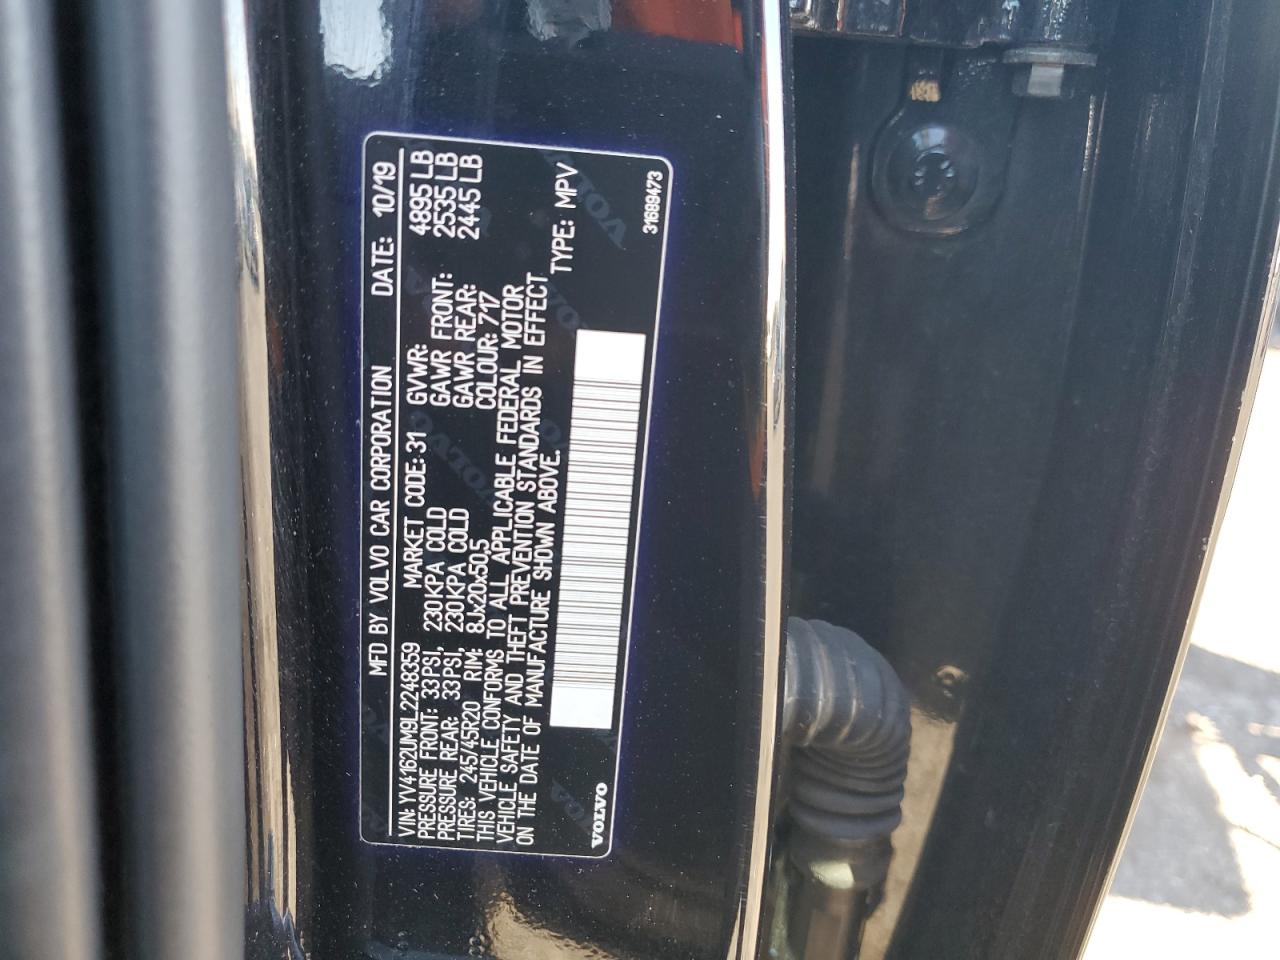 MFD BY VOLVO CAR CORPORATION DATE: 10/19
VIN: YV4162UM9L2248359 MARKET CODE: 31 GVWR: 4895 LB
PRESSURE FRONT: 33PSI, 230KPA COLD GAWR FRONT: 2535 LB
PRESSURE REAR: 33PSI, 230KPA COLD GAWR REAR: 2445 LB
TIRES: 245/45R20 RIM: 8Jx20x50,5 COLOUR: 717
THIS VEHICLE CONFORMS TO ALL APPLICABLE FEDERAL MOTOR
VEHICLE SAFETY AND THEFT PREVENTION STANDARDS IN EFFECT
ON THE DATE OF MANUFACTURE SHOWN ABOVE. TYPE: MPV
VOLVO 31689473